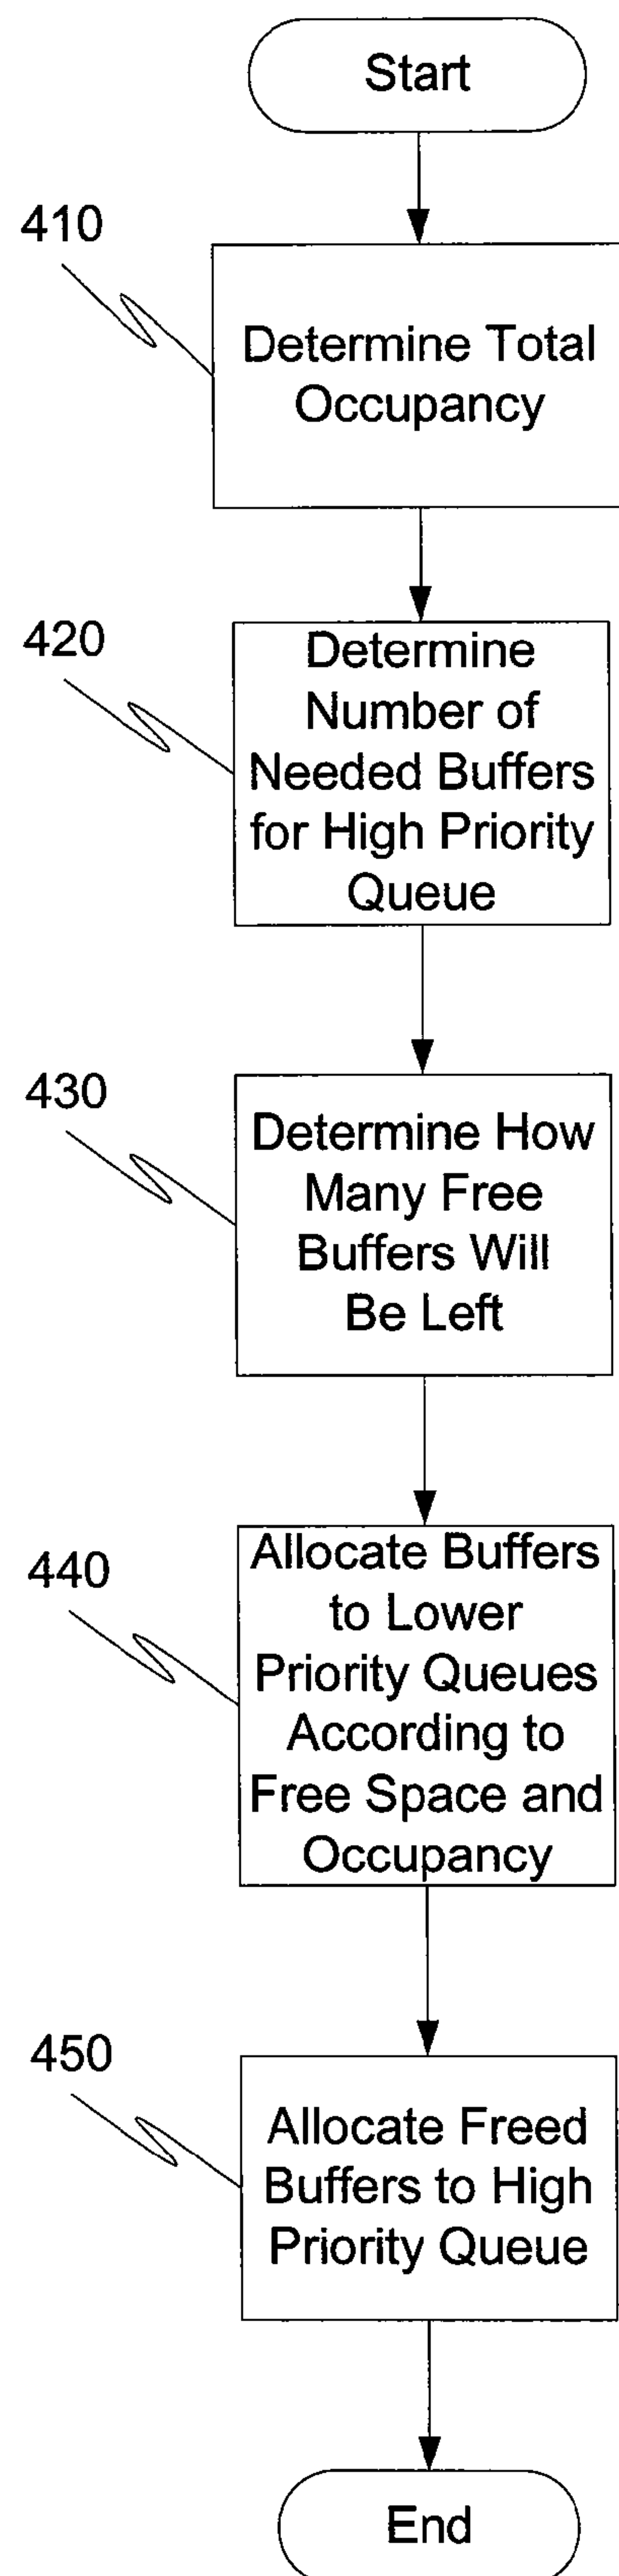 Start
410
Determine Total
Occupancy
420
Determine
Number of
Needed Buffers
for High Priority
Queue
430
Determine How
Many Free
Buffers Will
Be Left
440
Allocate Buffers
to Lower
Priority Queues
According to
Free Space and
Occupancy
450
Allocate Freed
Buffers to High
Priority Queue
End